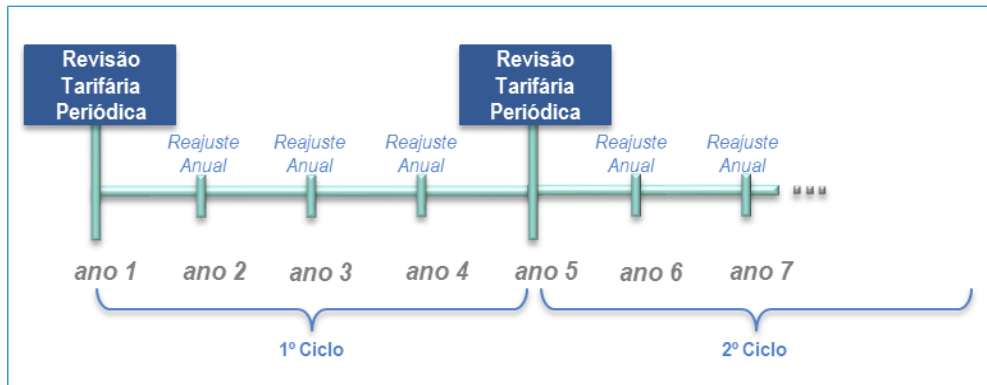 Revisão
Tarifária
Periódica
Revisão
Tarifária
Periódica
Reajuste
Anual
Reajuste
Anual
Reajuste
Anual
Reajuste
Anual
Reajuste
Anual
ano 1
ano 2
ano 3
ano 4
ano 5
ano 6
ano 7
1º Ciclo
2º Ciclo